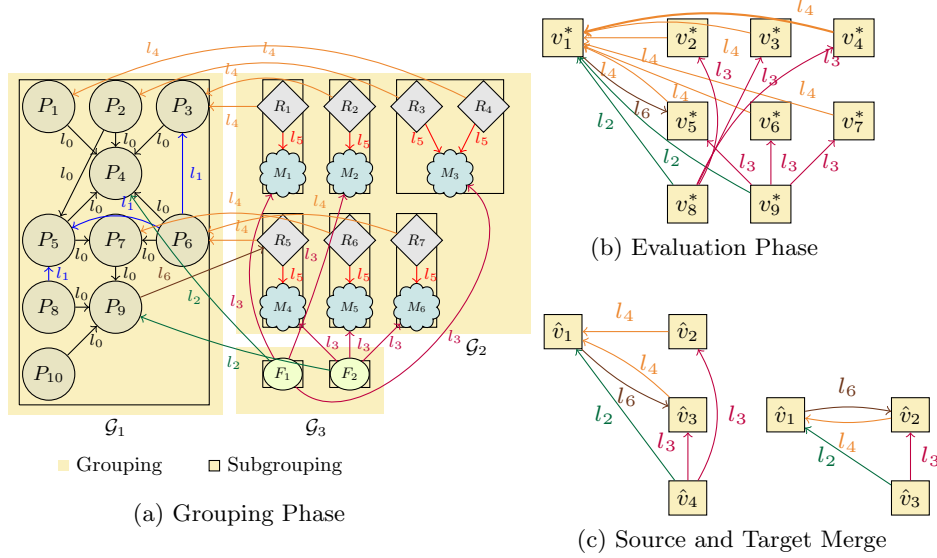 l₄ l₄
P₁ P₂ P₃ R₁ R₂ R₃ R₄
l₄ l₄
l₀ l₀ l₀ l₅ l₅ l₅ l₅
l₀ P₄ l₁ M₁ M₂ M₃
l₀ l₁ l₀ l₄ l₄
P₅ P₇ P₆ R₅ R₆ R₇
l₀ l₀ l₃
l₁ l₀ l₆ l₅ l₅ l₅
l₂
P₈ l₀ P₉ M₄ M₅ M₆
l₃ l₃ l₃ l₃ l₃
l₀ l₂ 𝒢₂
P₁₀ F₁ F₂
𝒢₁ 𝒢₃
Grouping Subgrouping
(a) Grouping Phase
l₄
v₁* v₂* v₃* v₄*
l₄ l₄ l₃ l₃
l₄ l₆ l₄
l₂ v₅* v₆* v₇*
l₂ l₃ l₃ l₃
v₈* v₉*
(b) Evaluation Phase
v̂₁ l₄ v̂₂
l₄
l₆ l₆
l₂ v̂₃ v̂₁ v̂₂
l₃ l₃ l₂ l₄ l₃
v̂₄ v̂₃
(c) Source and Target Merge